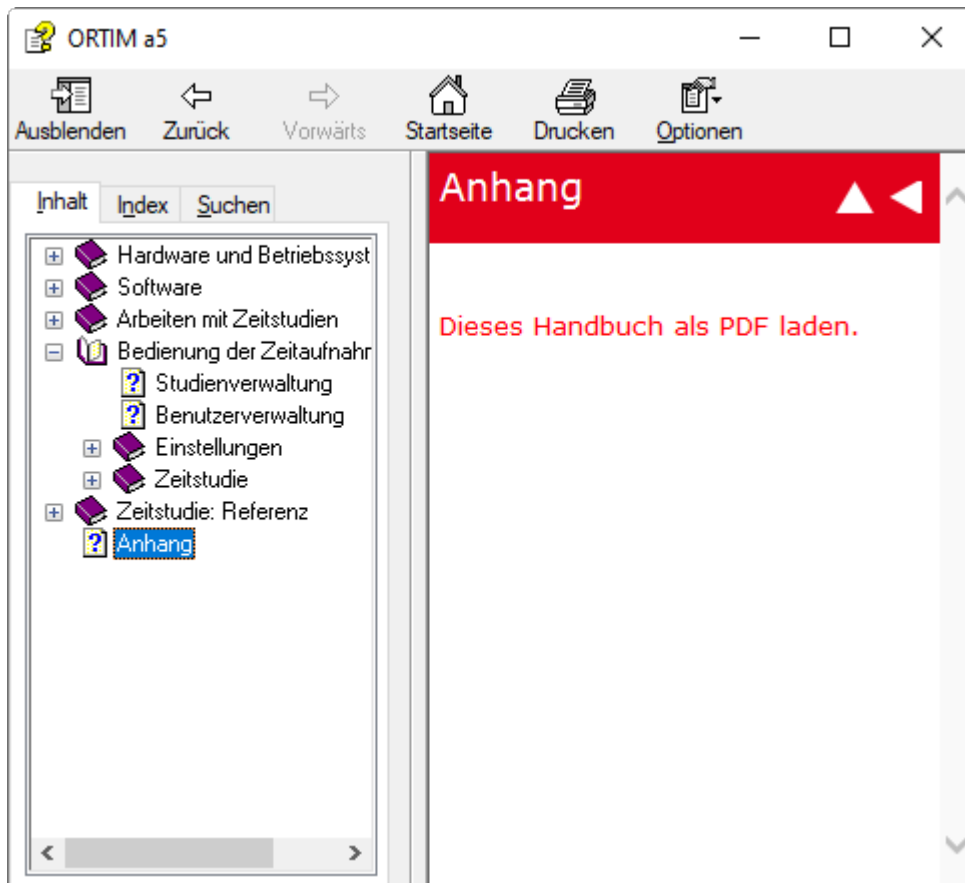 ORTIM a5
Ausblenden Zurück Vorwärts Startseite Drucken Optionen
Inhalt Index Suchen
Hardware und Betriebssyst
Software
Arbeiten mit Zeitstudien
Bedienung der Zeitaufnahr
Studienverwaltung
Benutzerverwaltung
Einstellungen
Zeitstudie
Zeitstudie: Referenz
Anhang
Anhang
Dieses Handbuch als PDF laden.